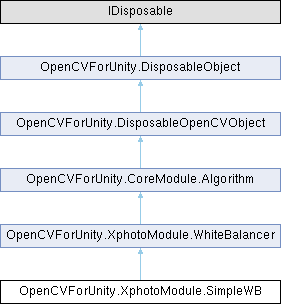 IDisposable
OpenCVForUnity.DisposableObject
OpenCVForUnity.DisposableOpenCVObject
OpenCVForUnity.CoreModule.Algorithm
OpenCVForUnity.XphotoModule.WhiteBalancer
OpenCVForUnity.XphotoModule.SimpleWB